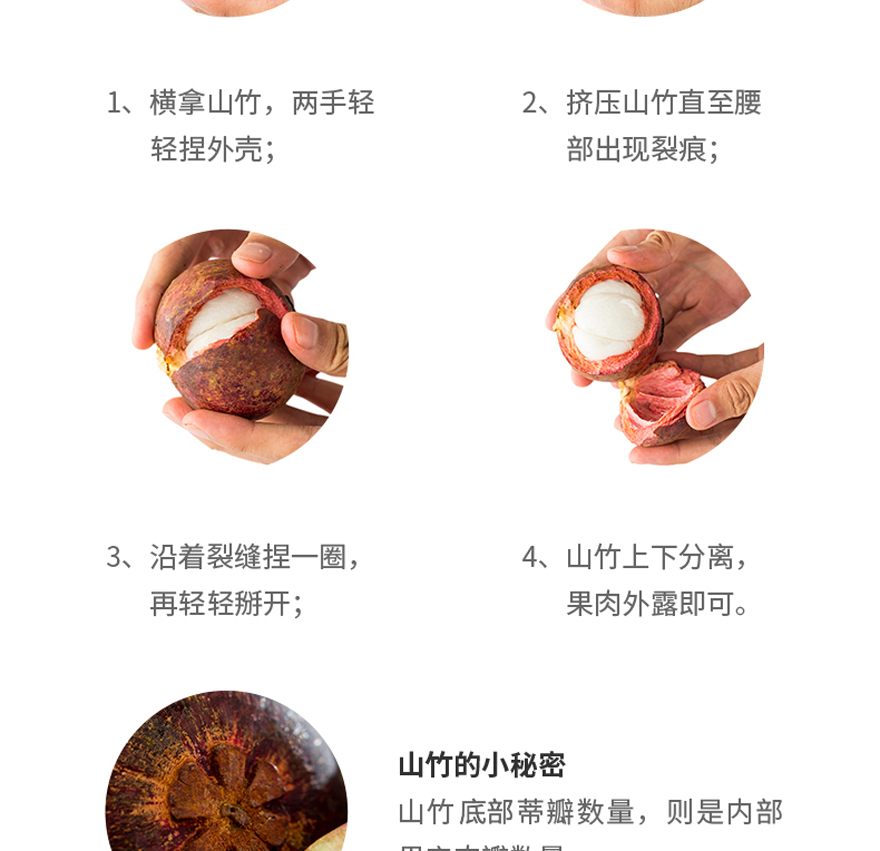 1、横拿山竹，两手轻
轻捏外壳；
2、挤压山竹直至腰
部出现裂痕；
3、沿着裂缝捏一圈，
再轻轻掰开；
4、山竹上下分离，
果肉外露即可。
山竹的小秘密
山竹底部蒂瓣数量，则是内部